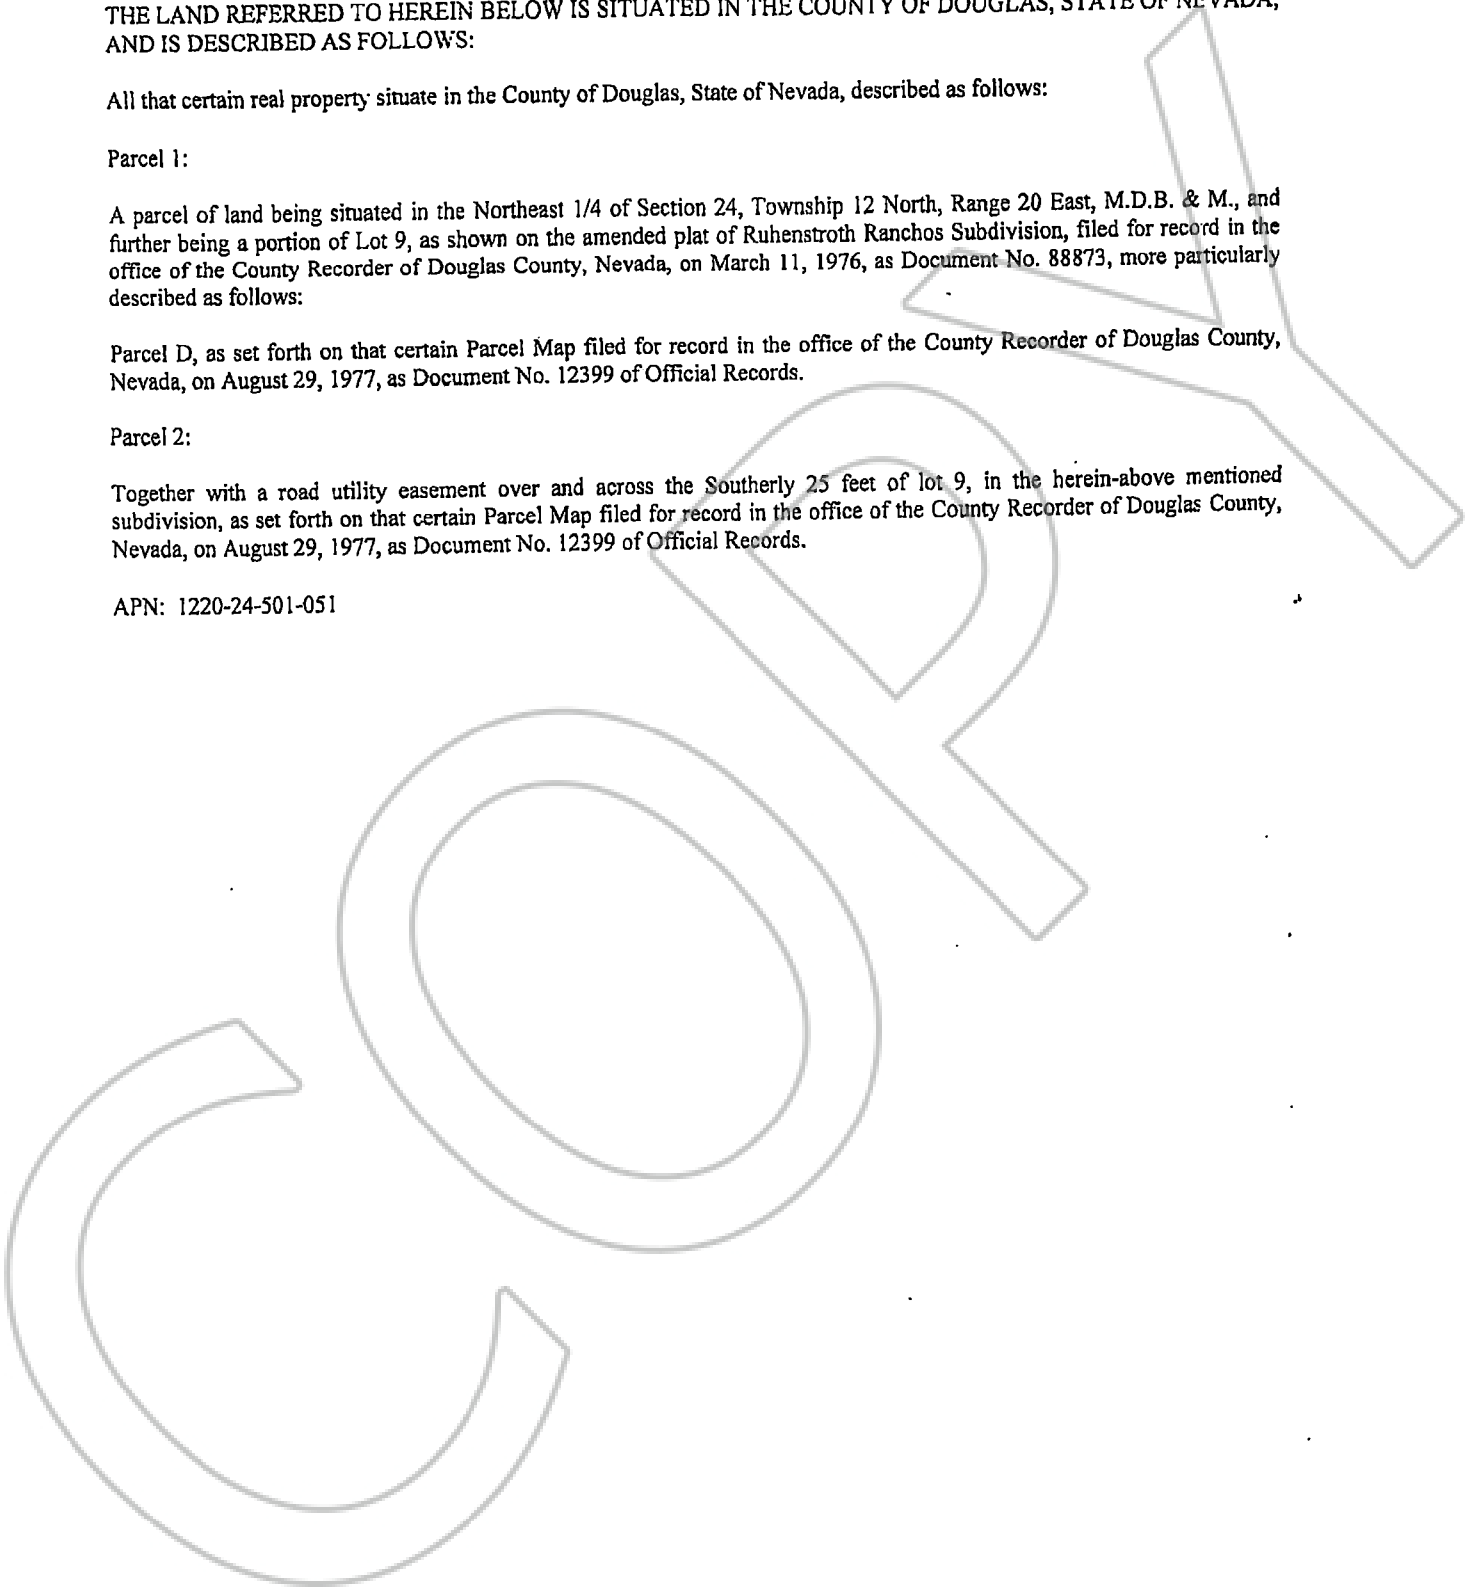 THE LAND REFERRED TO HEREIN BELOW IS SITUATED IN THE COUNTY OF DOUGLAS, STATE OF NEVADA,
AND IS DESCRIBED AS FOLLOWS:
All that certain real property situate in the County of Douglas, State of Nevada, described as follows:
Parcel 1:
A parcel of land being situated in the Northeast 1/4 of Section 24, Township 12 North, Range 20 East, M.D.B. & M., and
further being a portion of Lot 9, as shown on the amended plat of Ruhenstroth Ranchos Subdivision, filed for record in the
office of the County Recorder of Douglas County, Nevada, on March 11, 1976, as Document No. 88873, more particularly
described as follows:
Parcel D, as set forth on that certain Parcel Map filed for record in the office of the County Recorder of Douglas County,
Nevada, on August 29, 1977, as Document No. 12399 of Official Records.
Parcel 2:
Together with a road utility easement over and across the Southerly 25 feet of lot 9, in the herein-above mentioned
subdivision, as set forth on that certain Parcel Map filed for record in the office of the County Recorder of Douglas County,
Nevada, on August 29, 1977, as Document No. 12399 of Official Records.
APN: 1220-24-501-051
COPY